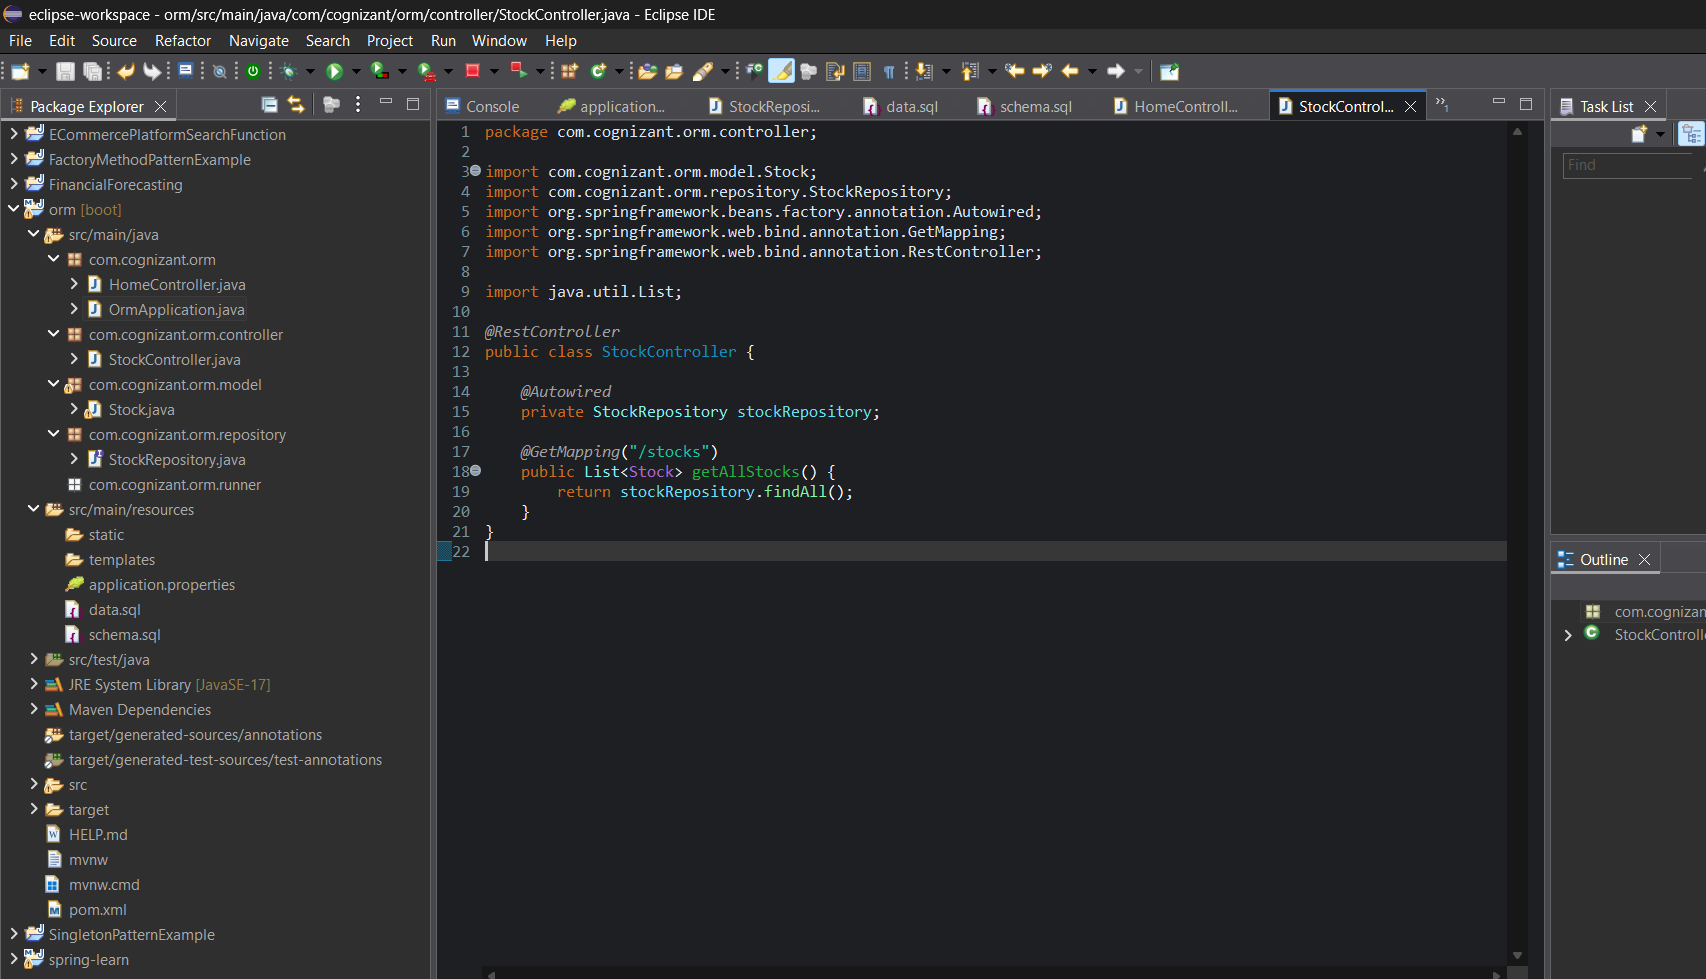 eclipse-workspace - orm/src/main/java/com/cognizant/orm/controller/StockController.java - Eclipse IDE
File Edit Source Refactor Navigate Search Project Run Window Help
Package Explorer
ECommercePlatformSearchFunction
FactoryMethodPatternExample
FinancialForecasting
orm [boot]
src/main/java
com.cognizant.orm
HomeController.java
OrmApplication.java
com.cognizant.orm.controller
StockController.java
com.cognizant.orm.model
Stock.java
com.cognizant.orm.repository
StockRepository.java
com.cognizant.orm.runner
src/main/resources
static
templates
application.properties
data.sql
schema.sql
src/test/java
JRE System Library [JavaSE-17]
Maven Dependencies
target/generated-sources/annotations
target/generated-test-sources/test-annotations
src
target
HELP.md
mvnw
mvnw.cmd
pom.xml
SingletonPatternExample
spring-learn
Console application... StockReposi... data.sql schema.sql HomeControll... StockControl... »1
1 package com.cognizant.orm.controller;
2
3 import com.cognizant.orm.model.Stock;
4 import com.cognizant.orm.repository.StockRepository;
5 import org.springframework.beans.factory.annotation.Autowired;
6 import org.springframework.web.bind.annotation.GetMapping;
7 import org.springframework.web.bind.annotation.RestController;
8
9 import java.util.List;
10
11 @RestController
12 public class StockController {
13
14     @Autowired
15     private StockRepository stockRepository;
16
17     @GetMapping("/stocks")
18     public List<Stock> getAllStocks() {
19         return stockRepository.findAll();
20     }
21 }
22
Task List
Find
Outline
com.cognizan
StockControll